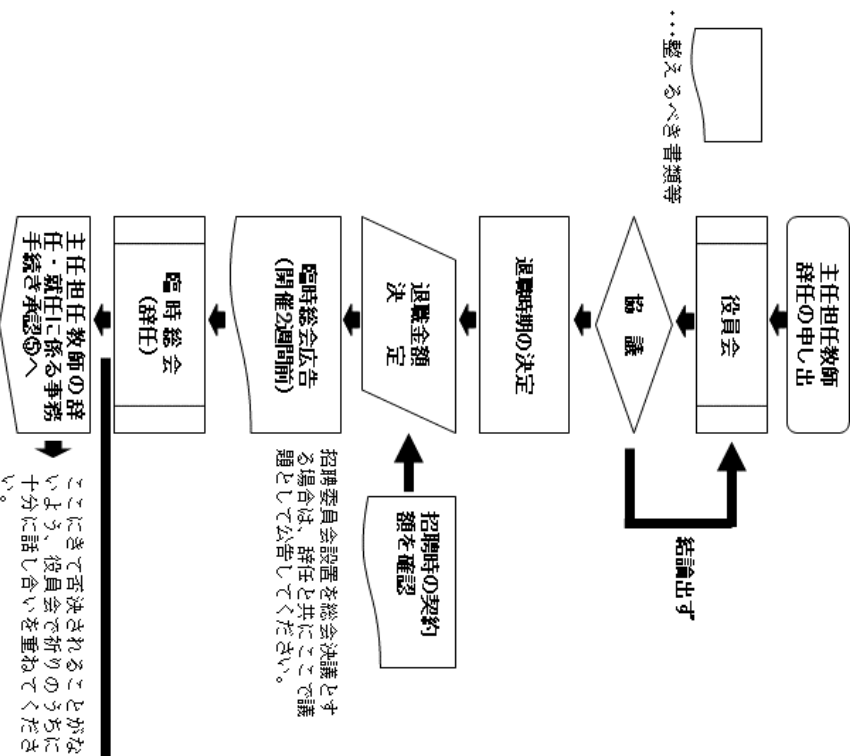 …整えるべき書類等
主任担任教師
辞任の申し出
役員会
協 議
結論出ず
退職時期の決定
退職金額
決 定
招聘時の契約
額を確認
臨時総会広告
(開催2週間前)
招聘委員会設置を総会決議とす
る場合は、辞任と共にここで議
題として公告してください。
臨 時 総 会
(辞任)
主任担任教師の辞
任・就任に係る事務
手続き承認⑤へ
ここにきて否決されることがな
いよう、役員会で祈りのうちに
十分に話し合いを重ねてくださ
い。